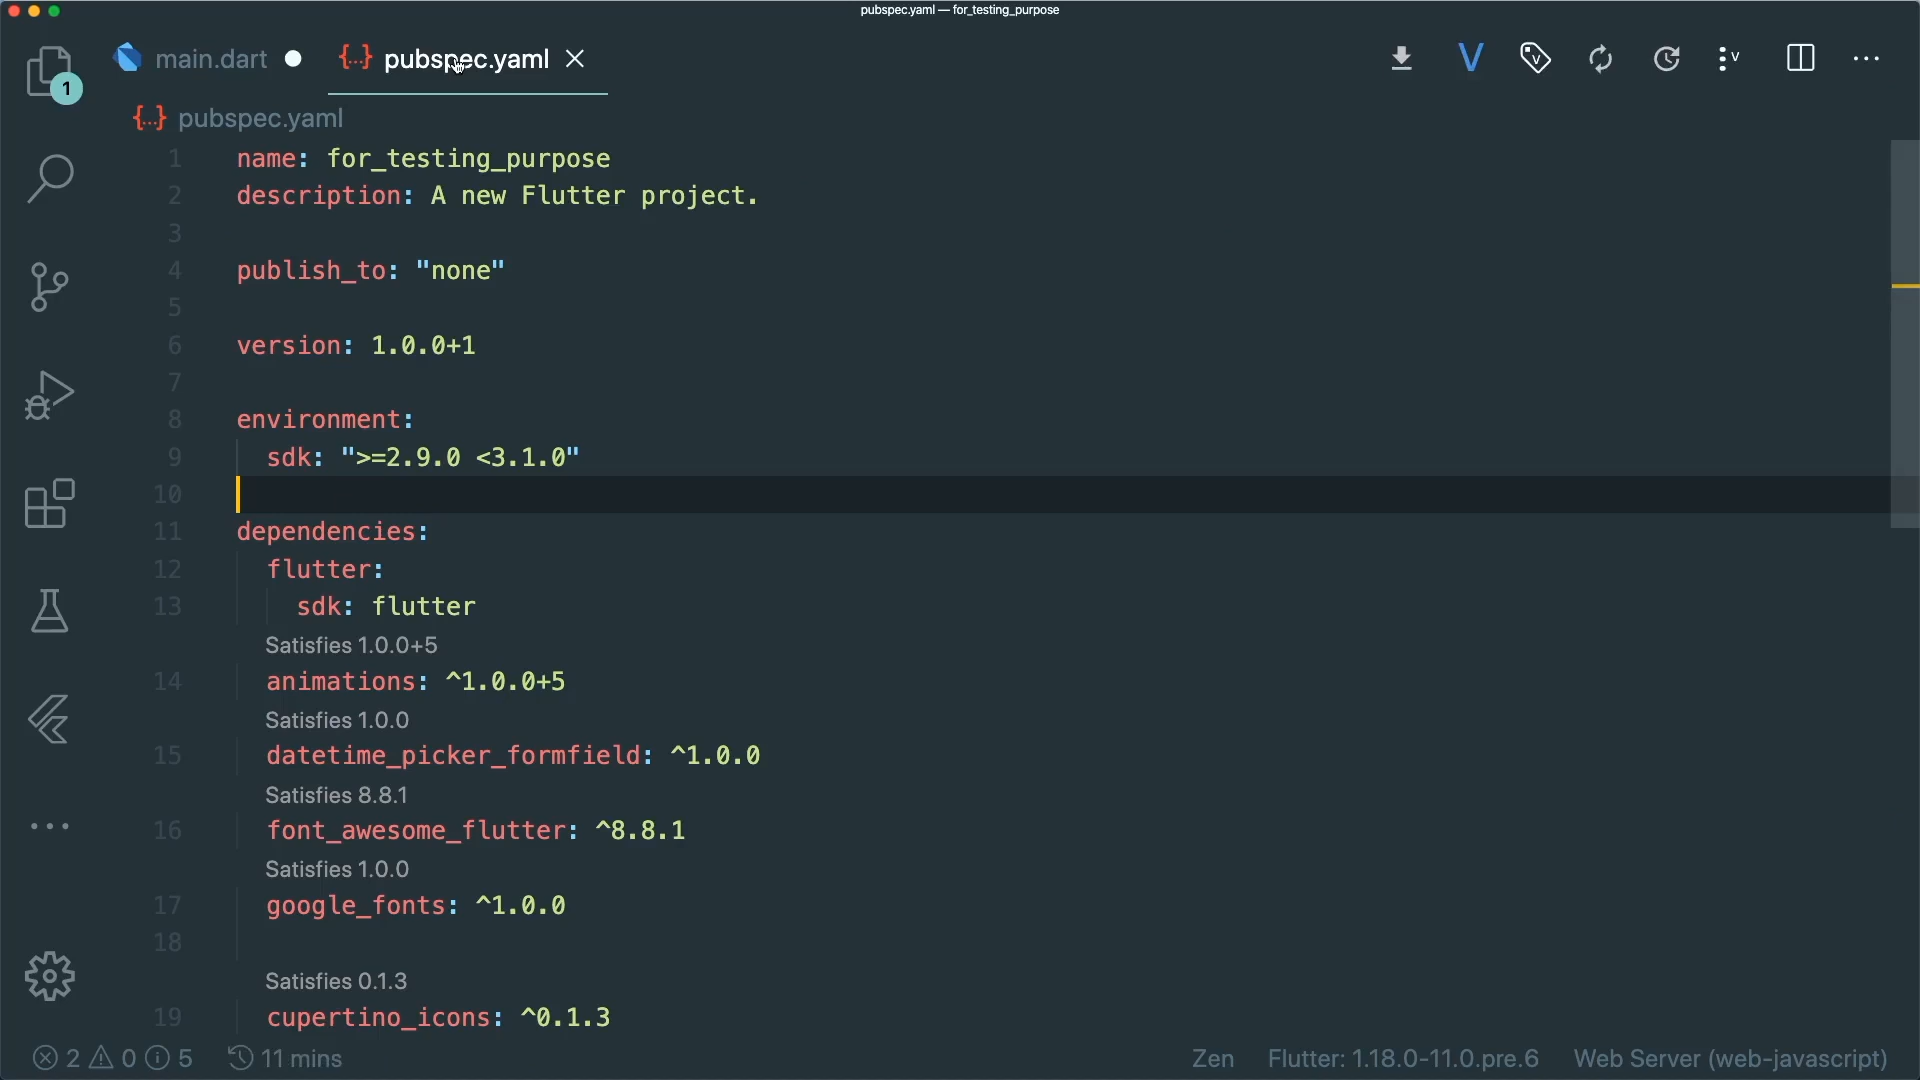 pubspec.yaml — for_testing_purpose
main.dart
{...} pubspec.yaml
1
{...} pubspec.yaml
1 name: for_testing_purpose
2 description: A new Flutter project.
3
4 publish_to: "none"
5
6 version: 1.0.0+1
7
8 environment:
9 sdk: ">=2.9.0 <3.1.0"
10
11 dependencies:
12 flutter:
13 sdk: flutter
Satisfies 1.0.0+5
14 animations: ^1.0.0+5
Satisfies 1.0.0
15 datetime_picker_formfield: ^1.0.0
Satisfies 8.8.1
16 font_awesome_flutter: ^8.8.1
Satisfies 1.0.0
17 google_fonts: ^1.0.0
18
Satisfies 0.1.3
19 cupertino_icons: ^0.1.3
2 0 5 11 mins
Zen Flutter: 1.18.0-11.0.pre.6 Web Server (web-javascript)